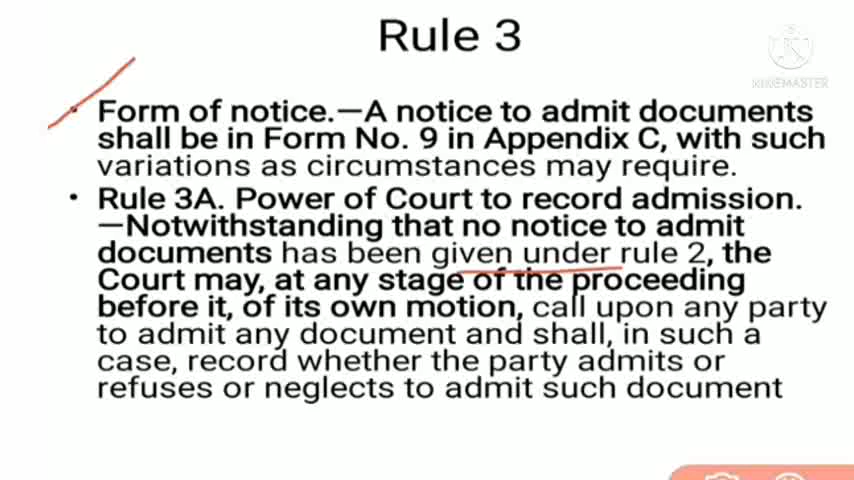 Rule 3
KINEMASTER
• Form of notice.—A notice to admit documents
shall be in Form No. 9 in Appendix C, with such
variations as circumstances may require.
• Rule 3A. Power of Court to record admission.
—Notwithstanding that no notice to admit
documents has been given under rule 2, the
Court may, at any stage of the proceeding
before it, of its own motion, call upon any party
to admit any document and shall, in such a
case, record whether the party admits or
refuses or neglects to admit such document